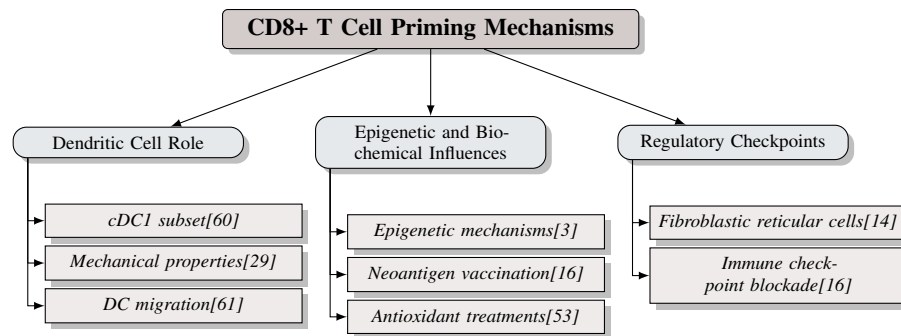 CD8+ T Cell Priming Mechanisms
Dendritic Cell Role
Epigenetic and Bio-
chemical Influences
Regulatory Checkpoints
cDC1 subset[60]
Mechanical properties[29]
DC migration[61]
Epigenetic mechanisms[3]
Neoantigen vaccination[16]
Antioxidant treatments[53]
Fibroblastic reticular cells[14]
Immune check-
point blockade[16]